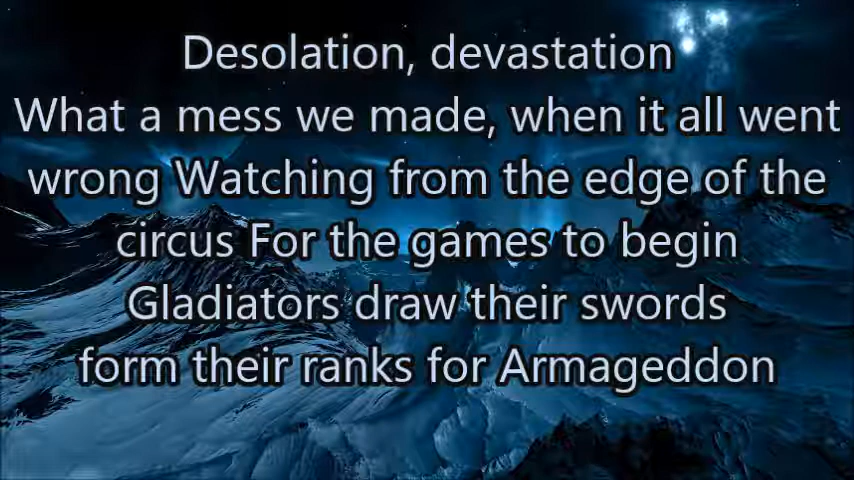 Desolation, devastation
What a mess we made, when it all went
wrong Watching from the edge of the
circus For the games to begin
Gladiators draw their swords
form their ranks for Armageddon